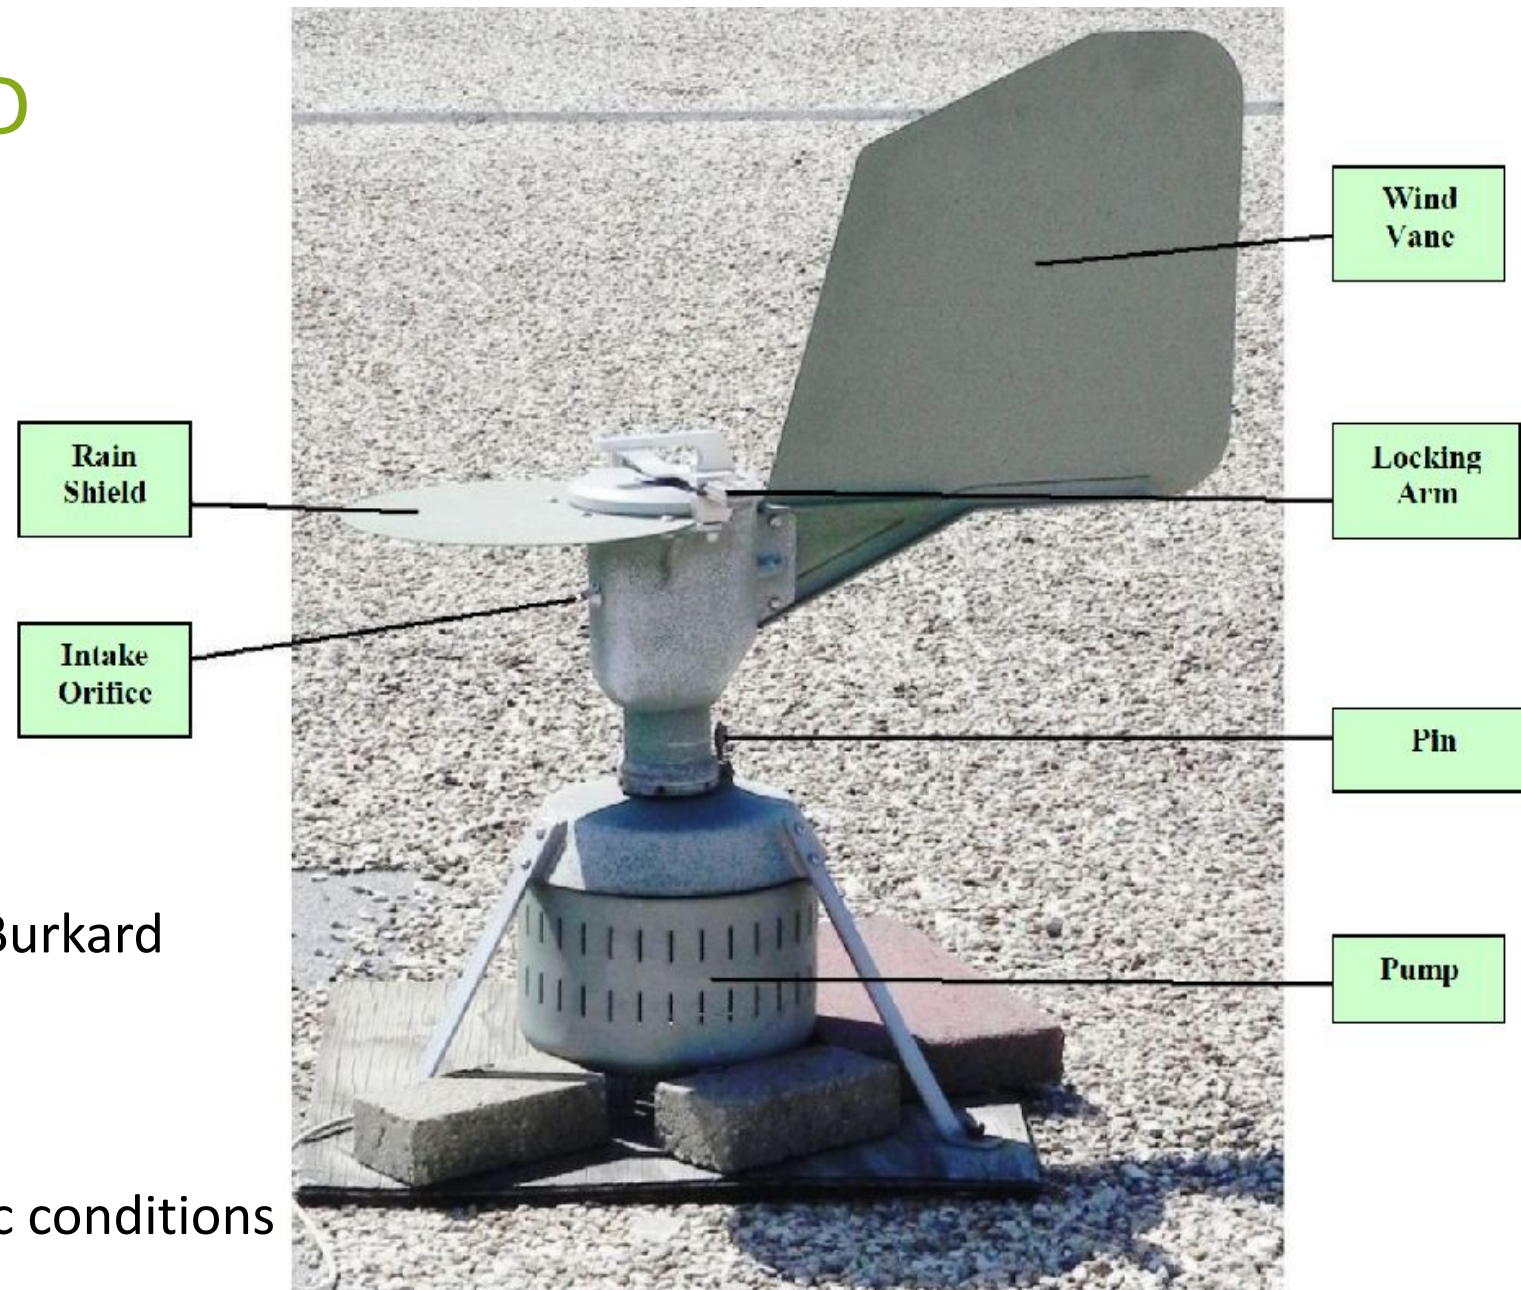 D
Wind
Vane
Rain
Shield
Locking
Arm
Intake
Orifice
Pin
Burkard
Pump
c conditions